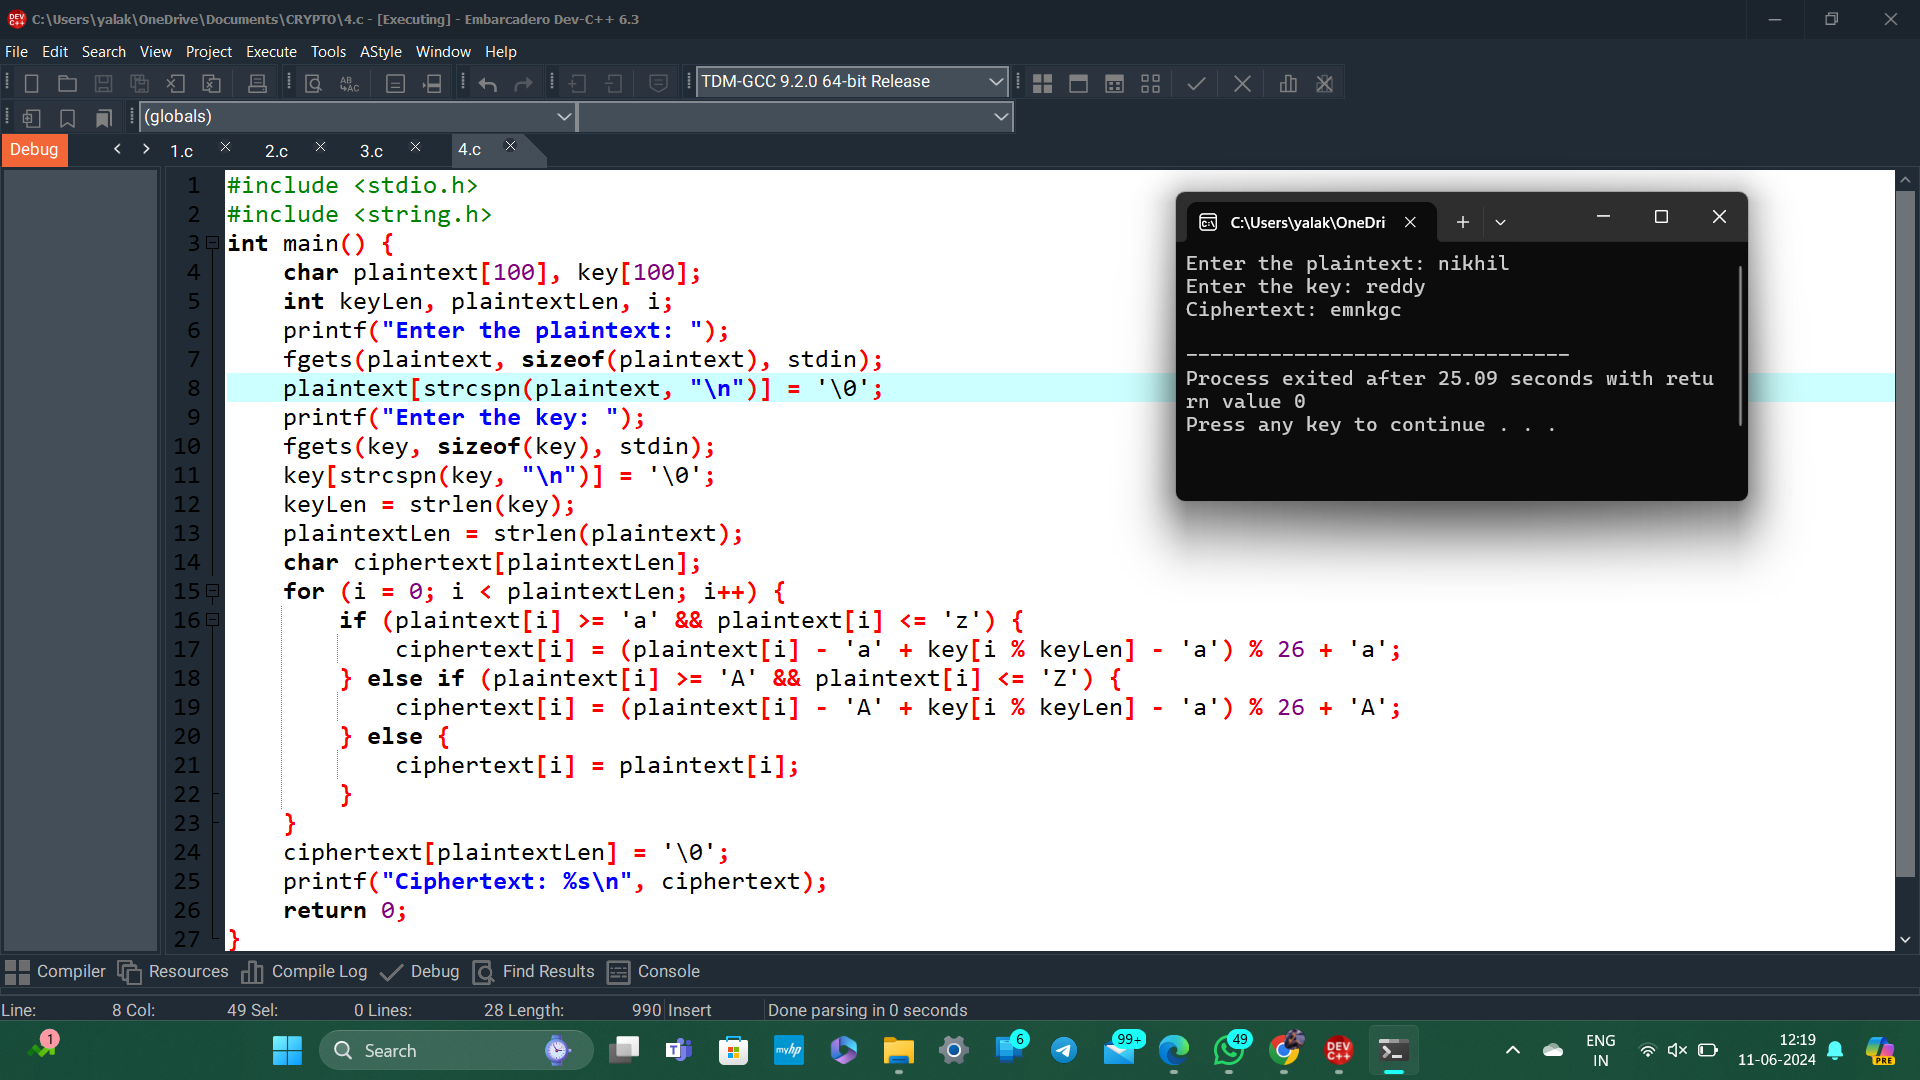 C:\Users\yalak\OneDrive\Documents\CRYPTO\4.c - [Executing] - Embarcadero Dev-C++ 6.3
File Edit Search View Project Execute Tools AStyle Window Help
TDM-GCC 9.2.0 64-bit Release
(globals)
Debug 1.c 2.c 3.c 4.c
1 #include <stdio.h>
2 #include <string.h>
3 int main() {
4 char plaintext[100], key[100];
5 int keyLen, plaintextLen, i;
6 printf("Enter the plaintext: ");
7 fgets(plaintext, sizeof(plaintext), stdin);
8 plaintext[strcspn(plaintext, "\n")] = '\0';
9 printf("Enter the key: ");
10 fgets(key, sizeof(key), stdin);
11 key[strcspn(key, "\n")] = '\0';
12 keyLen = strlen(key);
13 plaintextLen = strlen(plaintext);
14 char ciphertext[plaintextLen];
15 for (i = 0; i < plaintextLen; i++) {
16 if (plaintext[i] >= 'a' && plaintext[i] <= 'z') {
17 ciphertext[i] = (plaintext[i] - 'a' + key[i % keyLen] - 'a') % 26 + 'a';
18 } else if (plaintext[i] >= 'A' && plaintext[i] <= 'Z') {
19 ciphertext[i] = (plaintext[i] - 'A' + key[i % keyLen] - 'a') % 26 + 'A';
20 } else {
21 ciphertext[i] = plaintext[i];
22 }
23 }
24 ciphertext[plaintextLen] = '\0';
25 printf("Ciphertext: %s\n", ciphertext);
26 return 0;
27 }
C:\Users\yalak\OneDri
Enter the plaintext: nikhil
Enter the key: reddy
Ciphertext: emnkgc
--------------------------------
Process exited after 25.09 seconds with retu
rn value 0
Press any key to continue . . .
Compiler Resources Compile Log Debug Find Results Console
Line: 8 Col: 49 Sel: 0 Lines: 28 Length: 990 Insert Done parsing in 0 seconds
1 Search myhp 6 99+ 49 DEV C++ ENG 12:19
IN 11-06-2024 PRE